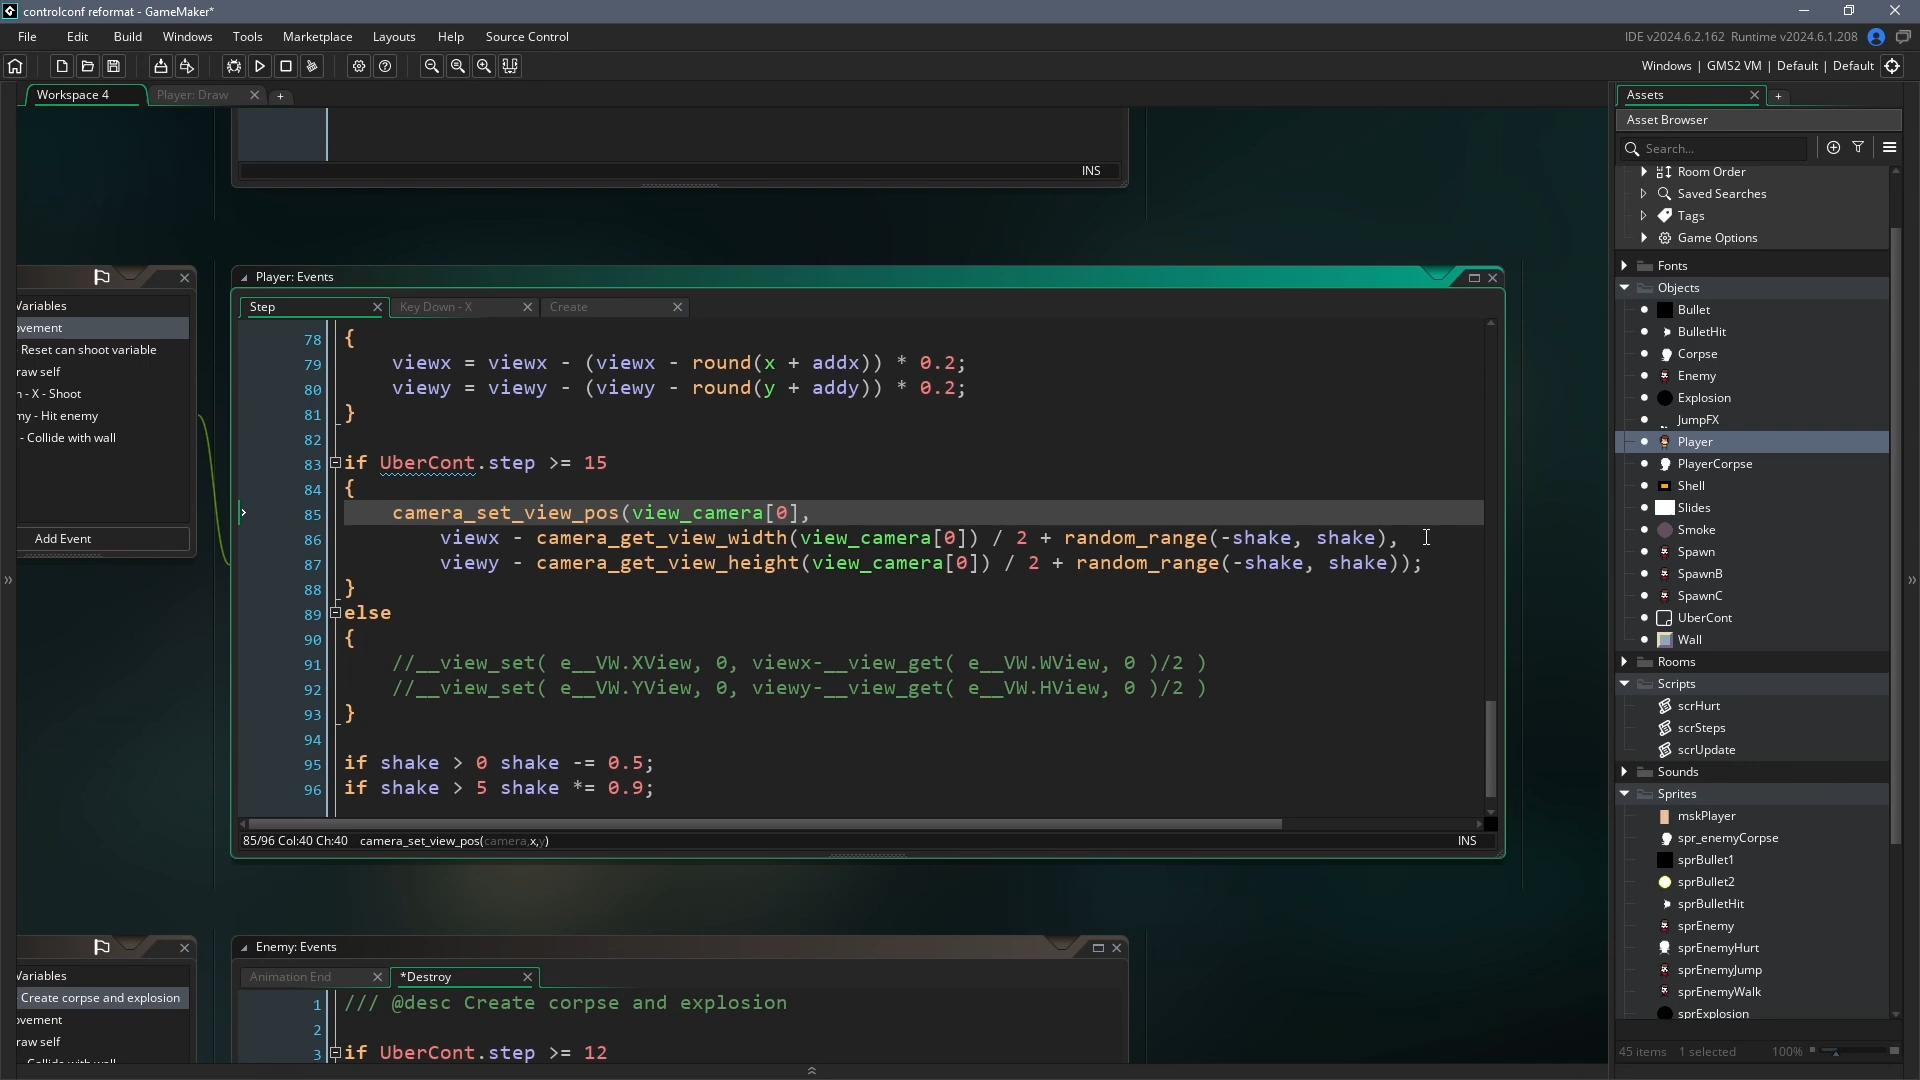 controlconf reformat - GameMaker*
File Edit Build Windows Tools Marketplace Layouts Help Source Control
IDE v2024.6.2.162 Runtime v2024.6.1.208
Windows | GMS2 VM | Default | Default
Workspace 4
Player: Draw
INS
Variables
ovement
Reset can shoot variable
raw self
- X - Shoot
my - Hit enemy
- Collide with wall
Add Event
Player: Events
Step
Key Down - X
Create
78 {
79 viewx = viewx - (viewx - round(x + addx)) * 0.2;
80 viewy = viewy - (viewy - round(y + addy)) * 0.2;
81 }
82
83 if UberCont.step >= 15
84 {
85 camera_set_view_pos(view_camera[0],
86 viewx - camera_get_view_width(view_camera[0]) / 2 + random_range(-shake, shake),
87 viewy - camera_get_view_height(view_camera[0]) / 2 + random_range(-shake, shake));
88 }
89 else
90 {
91 //__view_set( e__VW.XView, 0, viewx-__view_get( e__VW.WView, 0 )/2 )
92 //__view_set( e__VW.YView, 0, viewy-__view_get( e__VW.HView, 0 )/2 )
93 }
94
95 if shake > 0 shake -= 0.5;
96 if shake > 5 shake *= 0.9;
85/96 Col:40 Ch:40 camera_set_view_pos(camera,x,y) INS
Variables
Create corpse and explosion
ovement
raw self
Enemy: Events
Animation End
*Destroy
1 /// @desc Create corpse and explosion
2
3 if UberCont.step >= 12
Assets
Asset Browser
Search...
Room Order
Saved Searches
Tags
Game Options
Fonts
Objects
Bullet
BulletHit
Corpse
Enemy
Explosion
JumpFX
Player
PlayerCorpse
Shell
Slides
Smoke
Spawn
SpawnB
SpawnC
UberCont
Wall
Rooms
Scripts
scrHurt
scrSteps
scrUpdate
Sounds
Sprites
mskPlayer
spr_enemyCorpse
sprBullet1
sprBullet2
sprBulletHit
sprEnemy
sprEnemyHurt
sprEnemyJump
sprEnemyWalk
sprExplosion
45 items 1 selected 100%